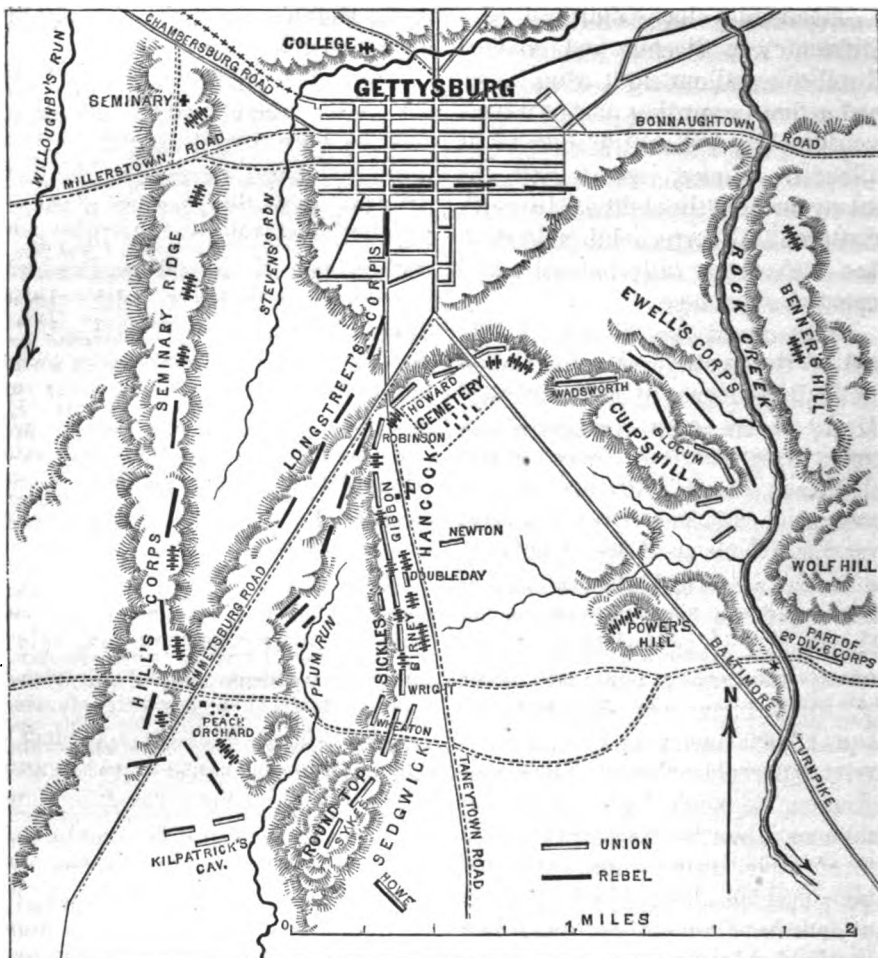 WILLOUGHBY'S RUN
CHAMPERSBURG ROAD
COLLEGE
GETTYSBURG
SEMINARY
BONNAUGHTOWN
ROAD
MILLERSTOWN ROAD
STEVENS'S RUN
SEMINARY RIDGE
LONGSTREET'S CORPS
ROCK CREEK
BENNER'S HILL
EWELL'S CORPS
HOWARD
CEMETERY
WADSWORTH
CULP'S HILL
SLOCUM
ROBINSON
GIBBON
HANCOCK
NEWTON
DOUBLEDAY
HILL'S CORPS
EMMETSBURG ROAD
PLUM RUN
SICKLES
BIRNEY
WRIGHT
POWER'S
HILL
WOLF HILL
PART OF
2D DIV. 6 CORPS
BALTIMORE
TURNPIKE
N
PEACH
ORCHARD
WHEATON
ROUND TOP
SYKES
SEDGWICK
TANEYTOWN ROAD
KILPATRICK'S
CAV.
HOWE
UNION
REBEL
MILES
0 1 2